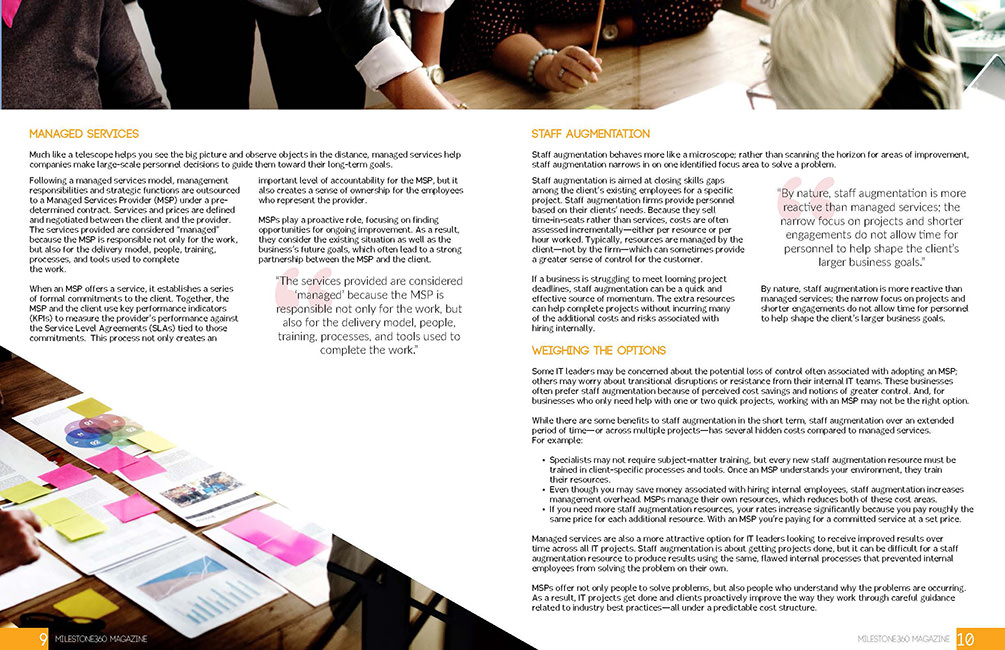 MANAGED SERVICES
Much like a telescope helps you see the big picture and observe objects in the distance, managed services help
companies make large-scale personnel decisions to guide them toward their long-term goals.
Following a managed services model, management
responsibilities and strategic functions are outsourced
to a Managed Services Provider (MSP) under a pre-
determined contract. Services and prices are defined
and negotiated between the client and the provider.
The services provided are considered "managed"
because the MSP is responsible not only for the work,
but also for the delivery model, people, training,
processes, and tools used to complete
the work.
When an MSP offers a service, it establishes a series
of formal commitments to the client. Together, the
MSP and the client use key performance indicators
(KPIs) to measure the provider's performance against
the Service Level Agreements (SLAs) tied to those
commitments. This process not only creates an
important level of accountability for the MSP, but it
also creates a sense of ownership for the employees
who represent the provider.
MSPs play a proactive role, focusing on finding
opportunities for ongoing improvement. As a result,
they consider the existing situation as well as the
business's future goals, which often lead to a strong
partnership between the MSP and the client.
"The services provided are considered
'managed' because the MSP is
responsible not only for the work, but
also for the delivery model, people,
training, processes, and tools used to
complete the work."
9 MILESTONE360 MAGAZINE
STAFF AUGMENTATION
Staff augmentation behaves more like a microscope; rather than scanning the horizon for areas of improvement,
staff augmentation narrows in on one identified focus area to solve a problem.
Staff augmentation is aimed at closing skills gaps
among the client's existing employees for a specific
project. Staff augmentation firms provide personnel
based on their clients' needs. Because they sell
time-in-seats rather than services, costs are often
assessed incrementally—either per resource or per
hour worked. Typically, resources are managed by the
client—not by the firm—which can sometimes provide
a greater sense of control for the customer.
If a business is struggling to meet looming project
deadlines, staff augmentation can be a quick and
effective source of momentum. The extra resources
can help complete projects without incurring many
of the additional costs and risks associated with
hiring internally.
"By nature, staff augmentation is more
reactive than managed services; the
narrow focus on projects and shorter
engagements do not allow time for
personnel to help shape the client's
larger business goals."
By nature, staff augmentation is more reactive than
managed services; the narrow focus on projects and
shorter engagements do not allow time for personnel
to help shape the client's larger business goals.
WEIGHING THE OPTIONS
Some IT leaders may be concerned about the potential loss of control often associated with adopting an MSP;
others may worry about transitional disruptions or resistance from their internal IT teams. These businesses
often prefer staff augmentation because of perceived cost savings and notions of greater control. And, for
businesses who only need help with one or two quick projects, working with an MSP may not be the right option.
While there are some benefits to staff augmentation in the short term, staff augmentation over an extended
period of time—or across multiple projects—has several hidden costs compared to managed services.
For example:
• Specialists may not require subject-matter training, but every new staff augmentation resource must be
trained in client-specific processes and tools. Once an MSP understands your environment, they train
their resources.
• Even though you may save money associated with hiring internal employees, staff augmentation increases
management overhead. MSPs manage their own resources, which reduces both of these cost areas.
• If you need more staff augmentation resources, your rates increase significantly because you pay roughly the
same price for each additional resource. With an MSP you're paying for a committed service at a set price.
Managed services are also a more attractive option for IT leaders looking to receive improved results over
time across all IT projects. Staff augmentation is about getting projects done, but it can be difficult for a staff
augmentation resource to produce results using the same, flawed internal processes that prevented internal
employees from solving the problem on their own.
MSPs offer not only people to solve problems, but also people who understand why the problems are occurring.
As a result, IT projects get done and clients proactively improve the way they work through careful guidance
related to industry best practices—all under a predictable cost structure.
MILESTONE360 MAGAZINE 10